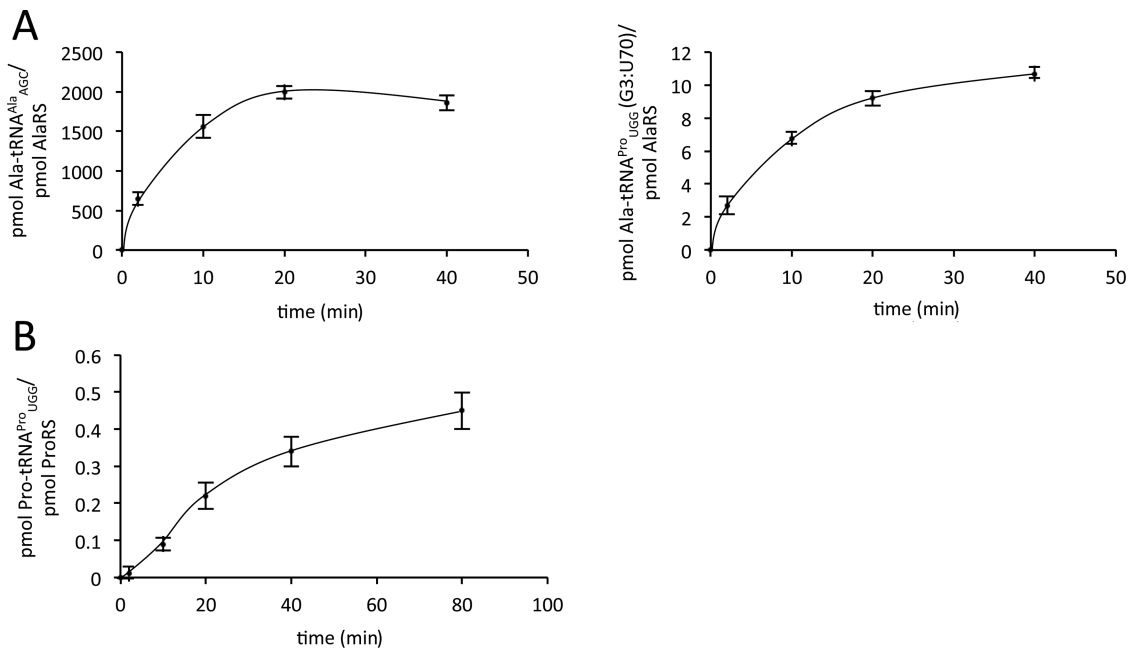 A
pmol Ala-tRNAAlaAGC/
pmol AlaRS
2500
2000
1500
1000
500
0
0 10 20 30 40 50
time (min)
pmol Ala-tRNAProUGG(G3:U70)/
pmol AlaRS
12
10
8
6
4
2
0
0 10 20 30 40 50
time (min)
B
pmol Pro-tRNAProUGG/
pmol ProRS
0.6
0.5
0.4
0.3
0.2
0.1
0
0 20 40 60 80 100
time (min)